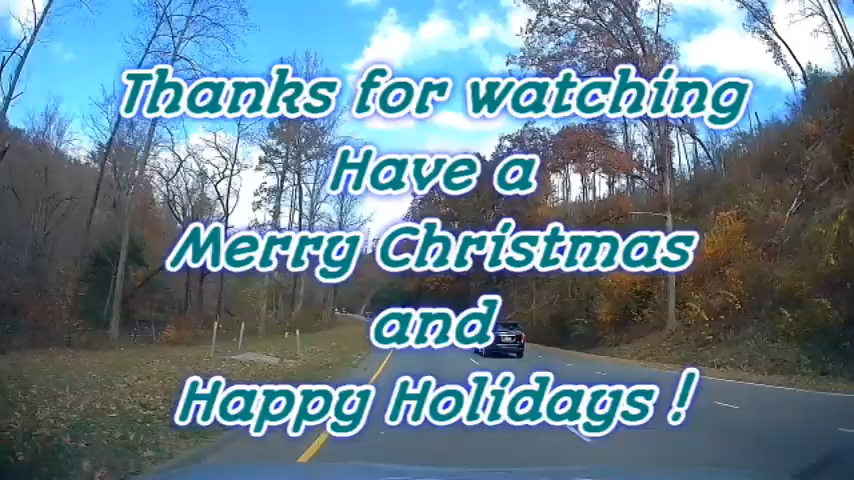 Thanks for watching
Have a
Merry Christmas
and
Happy Holidays !